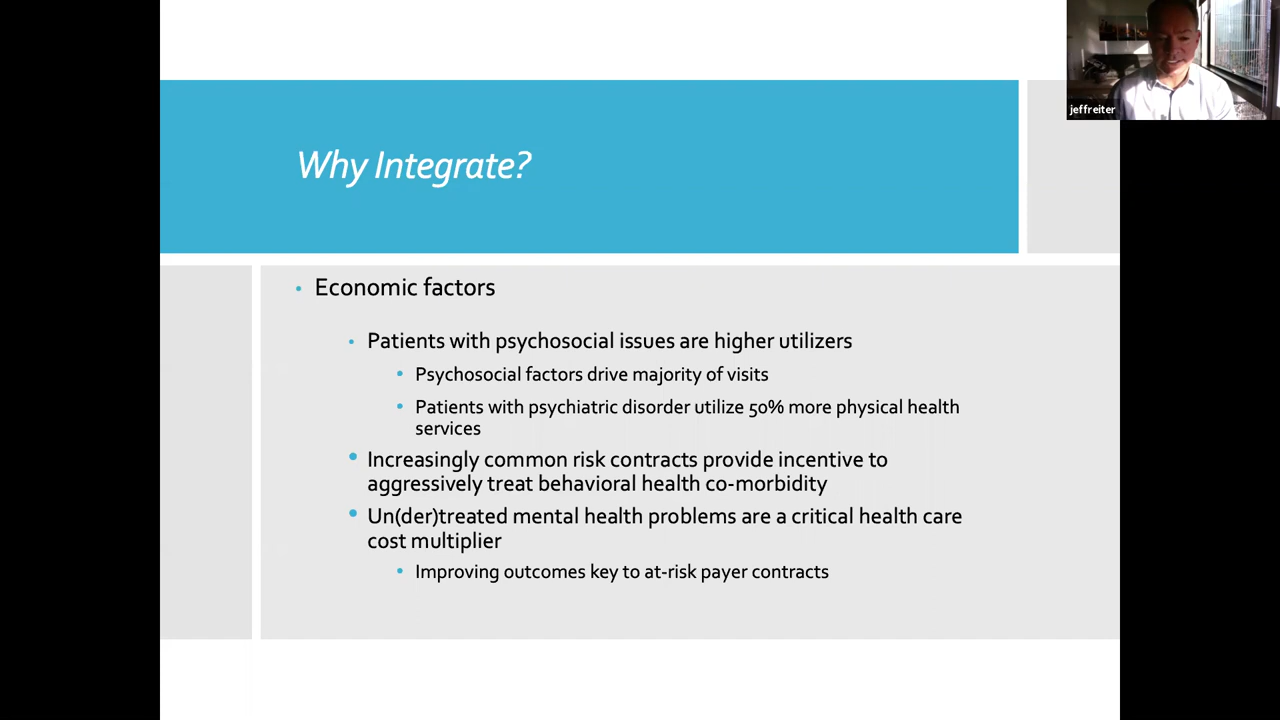 jeffreiter
Why Integrate?
• Economic factors
• Patients with psychosocial issues are higher utilizers
• Psychosocial factors drive majority of visits
• Patients with psychiatric disorder utilize 50% more physical health
services
• Increasingly common risk contracts provide incentive to
aggressively treat behavioral health co-morbidity
• Un(der)treated mental health problems are a critical health care
cost multiplier
• Improving outcomes key to at-risk payer contracts